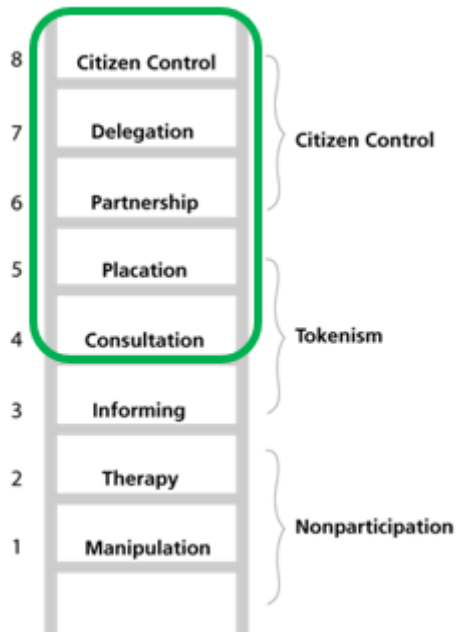 8 Citizen Control
7 Delegation
Citizen Control
6 Partnership
5 Placation
4 Consultation
Tokenism
3 Informing
2 Therapy
Nonparticipation
1 Manipulation